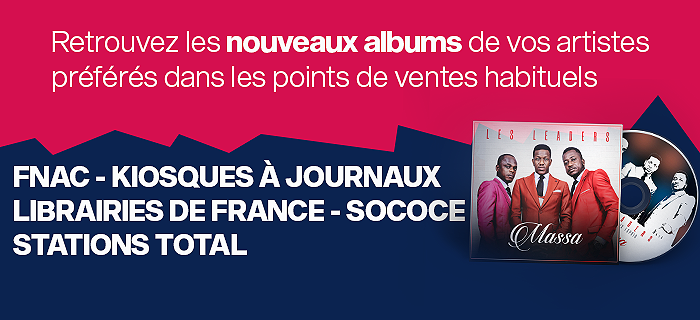 Retrouvez les nouveaux albums de vos artistes
préférés dans les points de ventes habituels
FNAC - KIOSQUES À JOURNAUX
LIBRAIRIES DE FRANCE - SOCOCE
STATIONS TOTAL
LES LEADERS
Massa